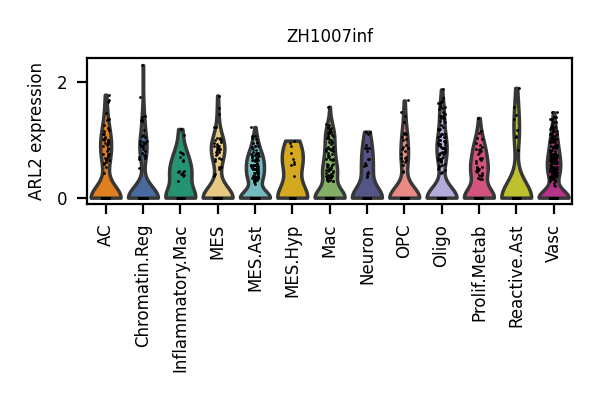 ZH1007inf
ARL2 expression
2
0
AC
Chromatin.Reg
Inflammatory.Mac
MES
MES.Ast
MES.Hyp
Mac
Neuron
OPC
Oligo
Prolif.Metab
Reactive.Ast
Vasc